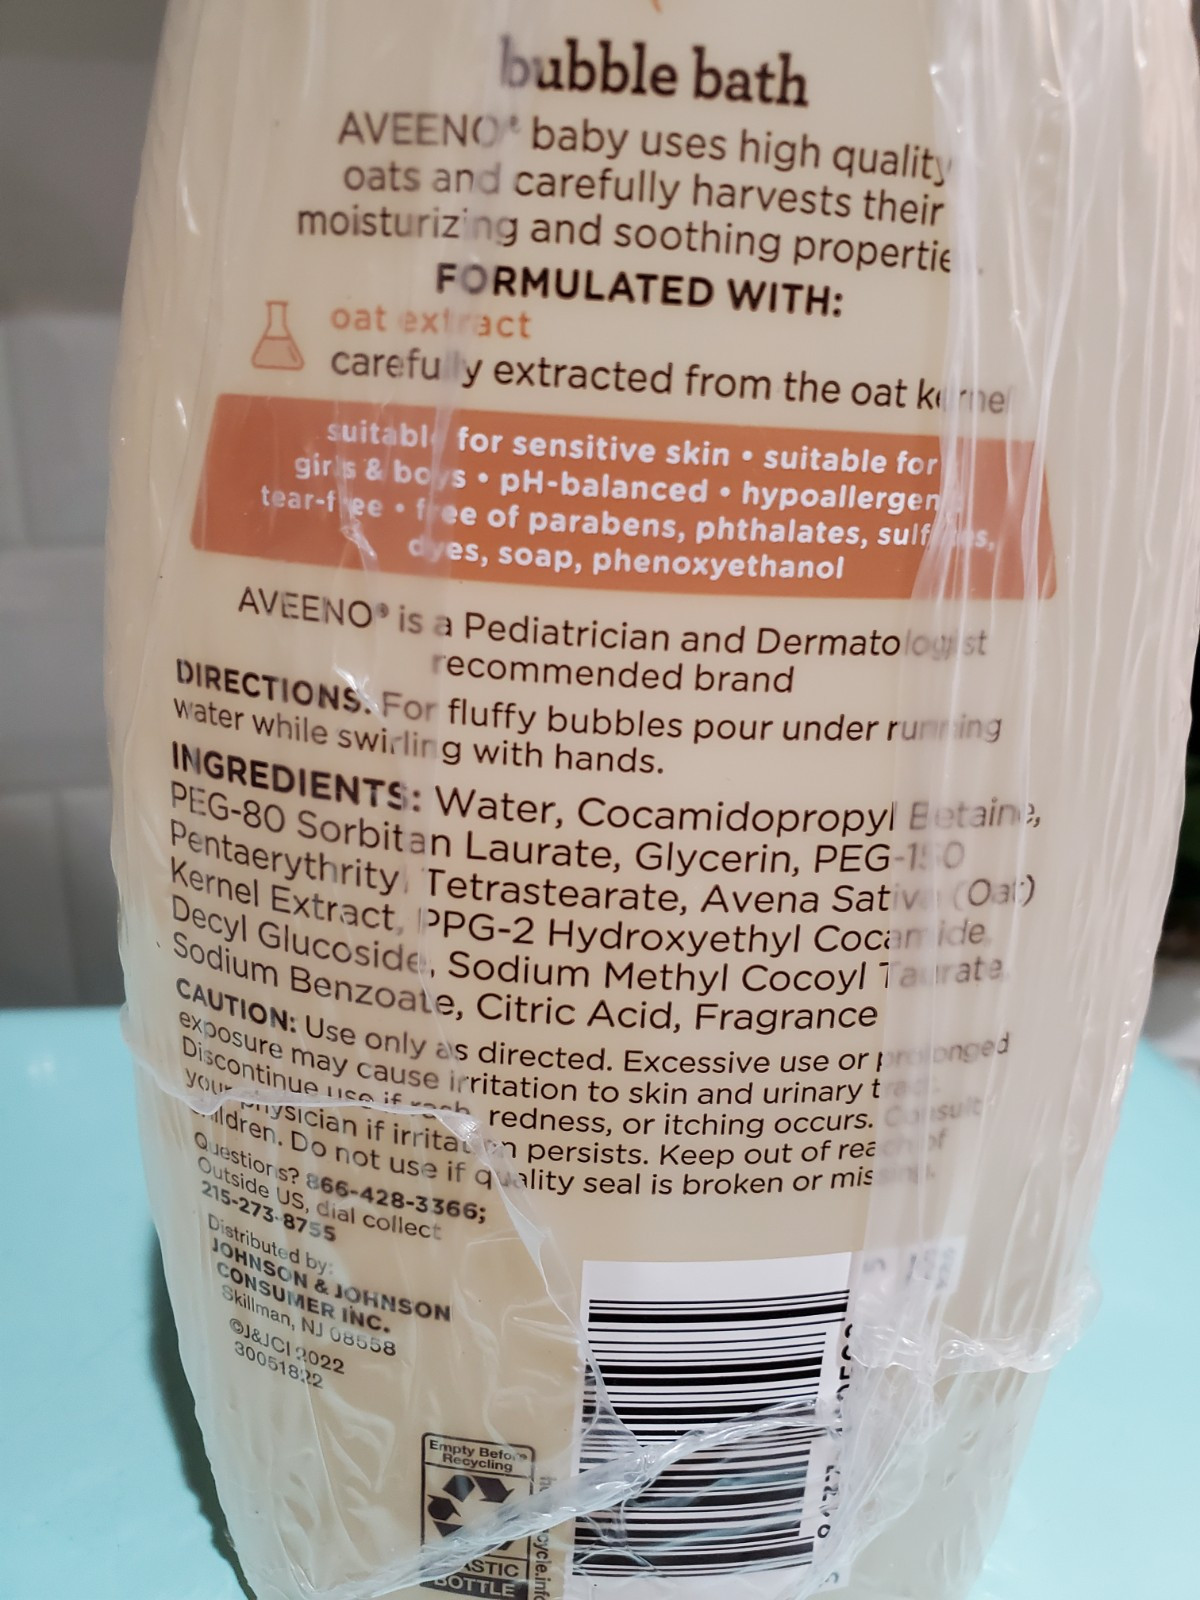 bubble bath
AVEENO® baby uses high quality
oats and carefully harvests their
moisturizing and soothing
FORMULATED WITH:
oat extract
carefully extracted from the oat kernel
suitable for sensitive skin • suitable for
girls & boys • pH-balanced •
tear-free • free of parabens, phthalates, sulfates,
dyes, soap, phenoxyethanol
AVEENO® is a Pediatrician and Dermatologist
recommended brand
DIRECTIONS: For fluffy bubbles pour under running
water while swirling with hands.
INGREDIENTS: Water, Cocamidopropyl Betaine,
PEG-80 Sorbitan Laurate, Glycerin, PEG-150
Pentaerythrityl Tetrastearate, Avena Sativa (Oat)
Kernel Extract, PPG-2 Hydroxyethyl Cocamide,
Decyl Glucoside, Sodium Methyl Cocoyl Taurate,
Sodium Benzoate, Citric Acid, Fragrance
CAUTION: Use only as directed. Excessive use or prolonged
exposure may cause irritation to skin and urinary tract.
Discontinue use if rash, redness, or itching occurs. Consult
your physician if irritation persists. Keep out of reach of
children. Do not use if quality seal is broken or missing.
Questions? 866-428-3366;
Outside US, dial collect
215-273-8755
Distributed by:
JOHNSON & JOHNSON
CONSUMER INC.
Skillman, NJ 08558
©J&JCI 2022
30051822
Empty Before
Recycling
PLASTIC
BOTTLE